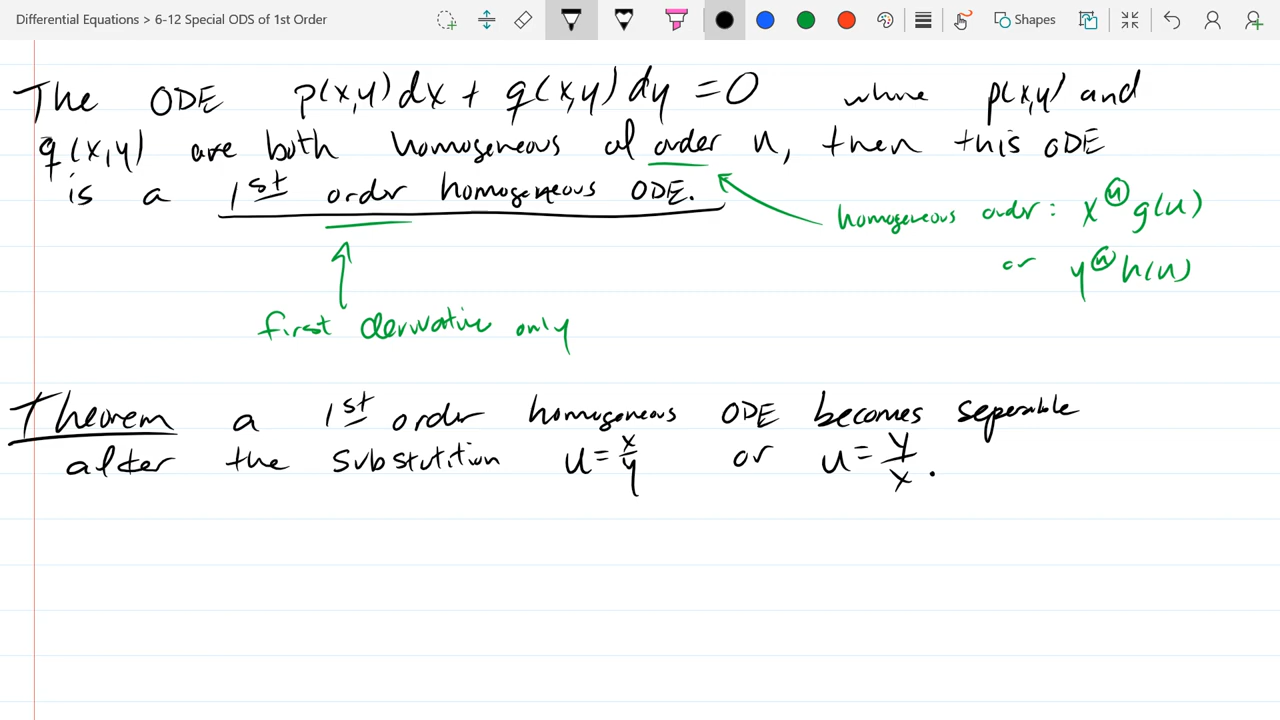 Differential Equations > 6-12 Special ODS of 1st Order
Shapes
The ODE p(x,y)dx + q(x,y)dy = 0 where p(x,y) and
q(x,y) are both homogeneous of order n, then this ODE
is a 1st order homogeneous ODE.
homogeneous order: x^n g(u)
or y^n h(u)
first derivative only
Theorem a 1st order homogeneous ODE becomes seperable
after the substutition u = x/y or u = y/x.